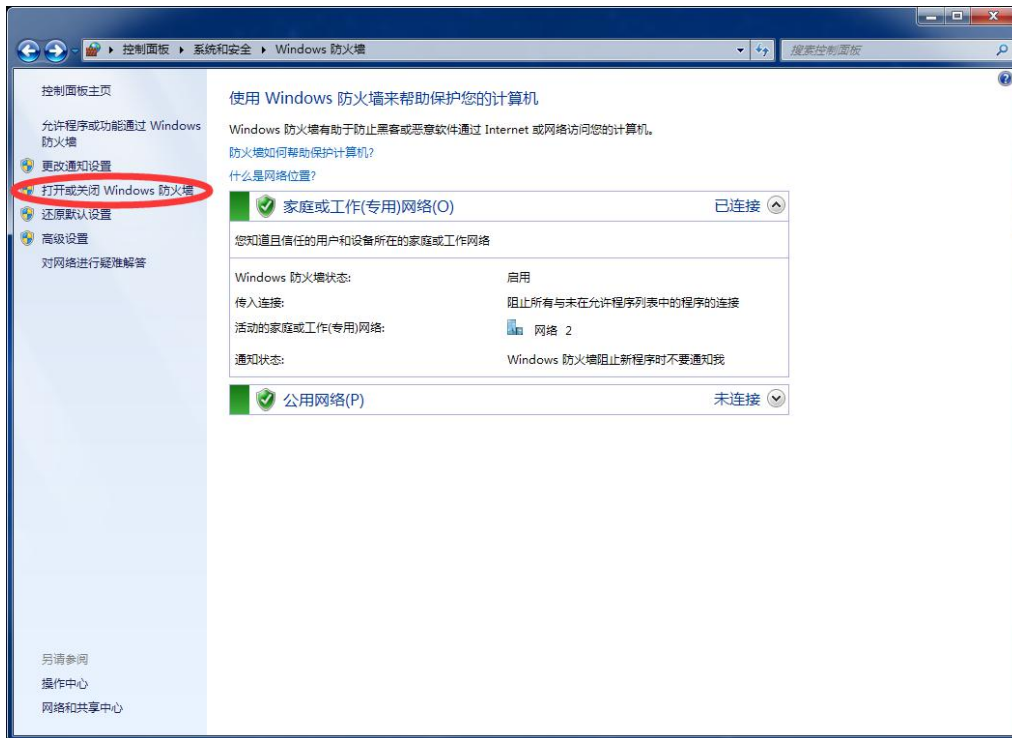 控制面板 ▸ 系统和安全 ▸ Windows 防火墙
搜索控制面板
控制面板主页
允许程序或功能通过 Windows
防火墙
更改通知设置
打开或关闭 Windows 防火墙
还原默认设置
高级设置
对网络进行疑难解答
另请参阅
操作中心
网络和共享中心
使用 Windows 防火墙来帮助保护您的计算机
Windows 防火墙有助于防止黑客或恶意软件通过 Internet 或网络访问您的计算机。
防火墙如何帮助保护计算机?
什么是网络位置?
家庭或工作(专用)网络(O) 已连接
您知道且信任的用户和设备所在的家庭或工作网络
Windows 防火墙状态: 启用
传入连接: 阻止所有与未在允许程序列表中的程序的连接
活动的家庭或工作(专用)网络: 网络 2
通知状态: Windows 防火墙阻止新程序时不要通知我
公用网络(P) 未连接